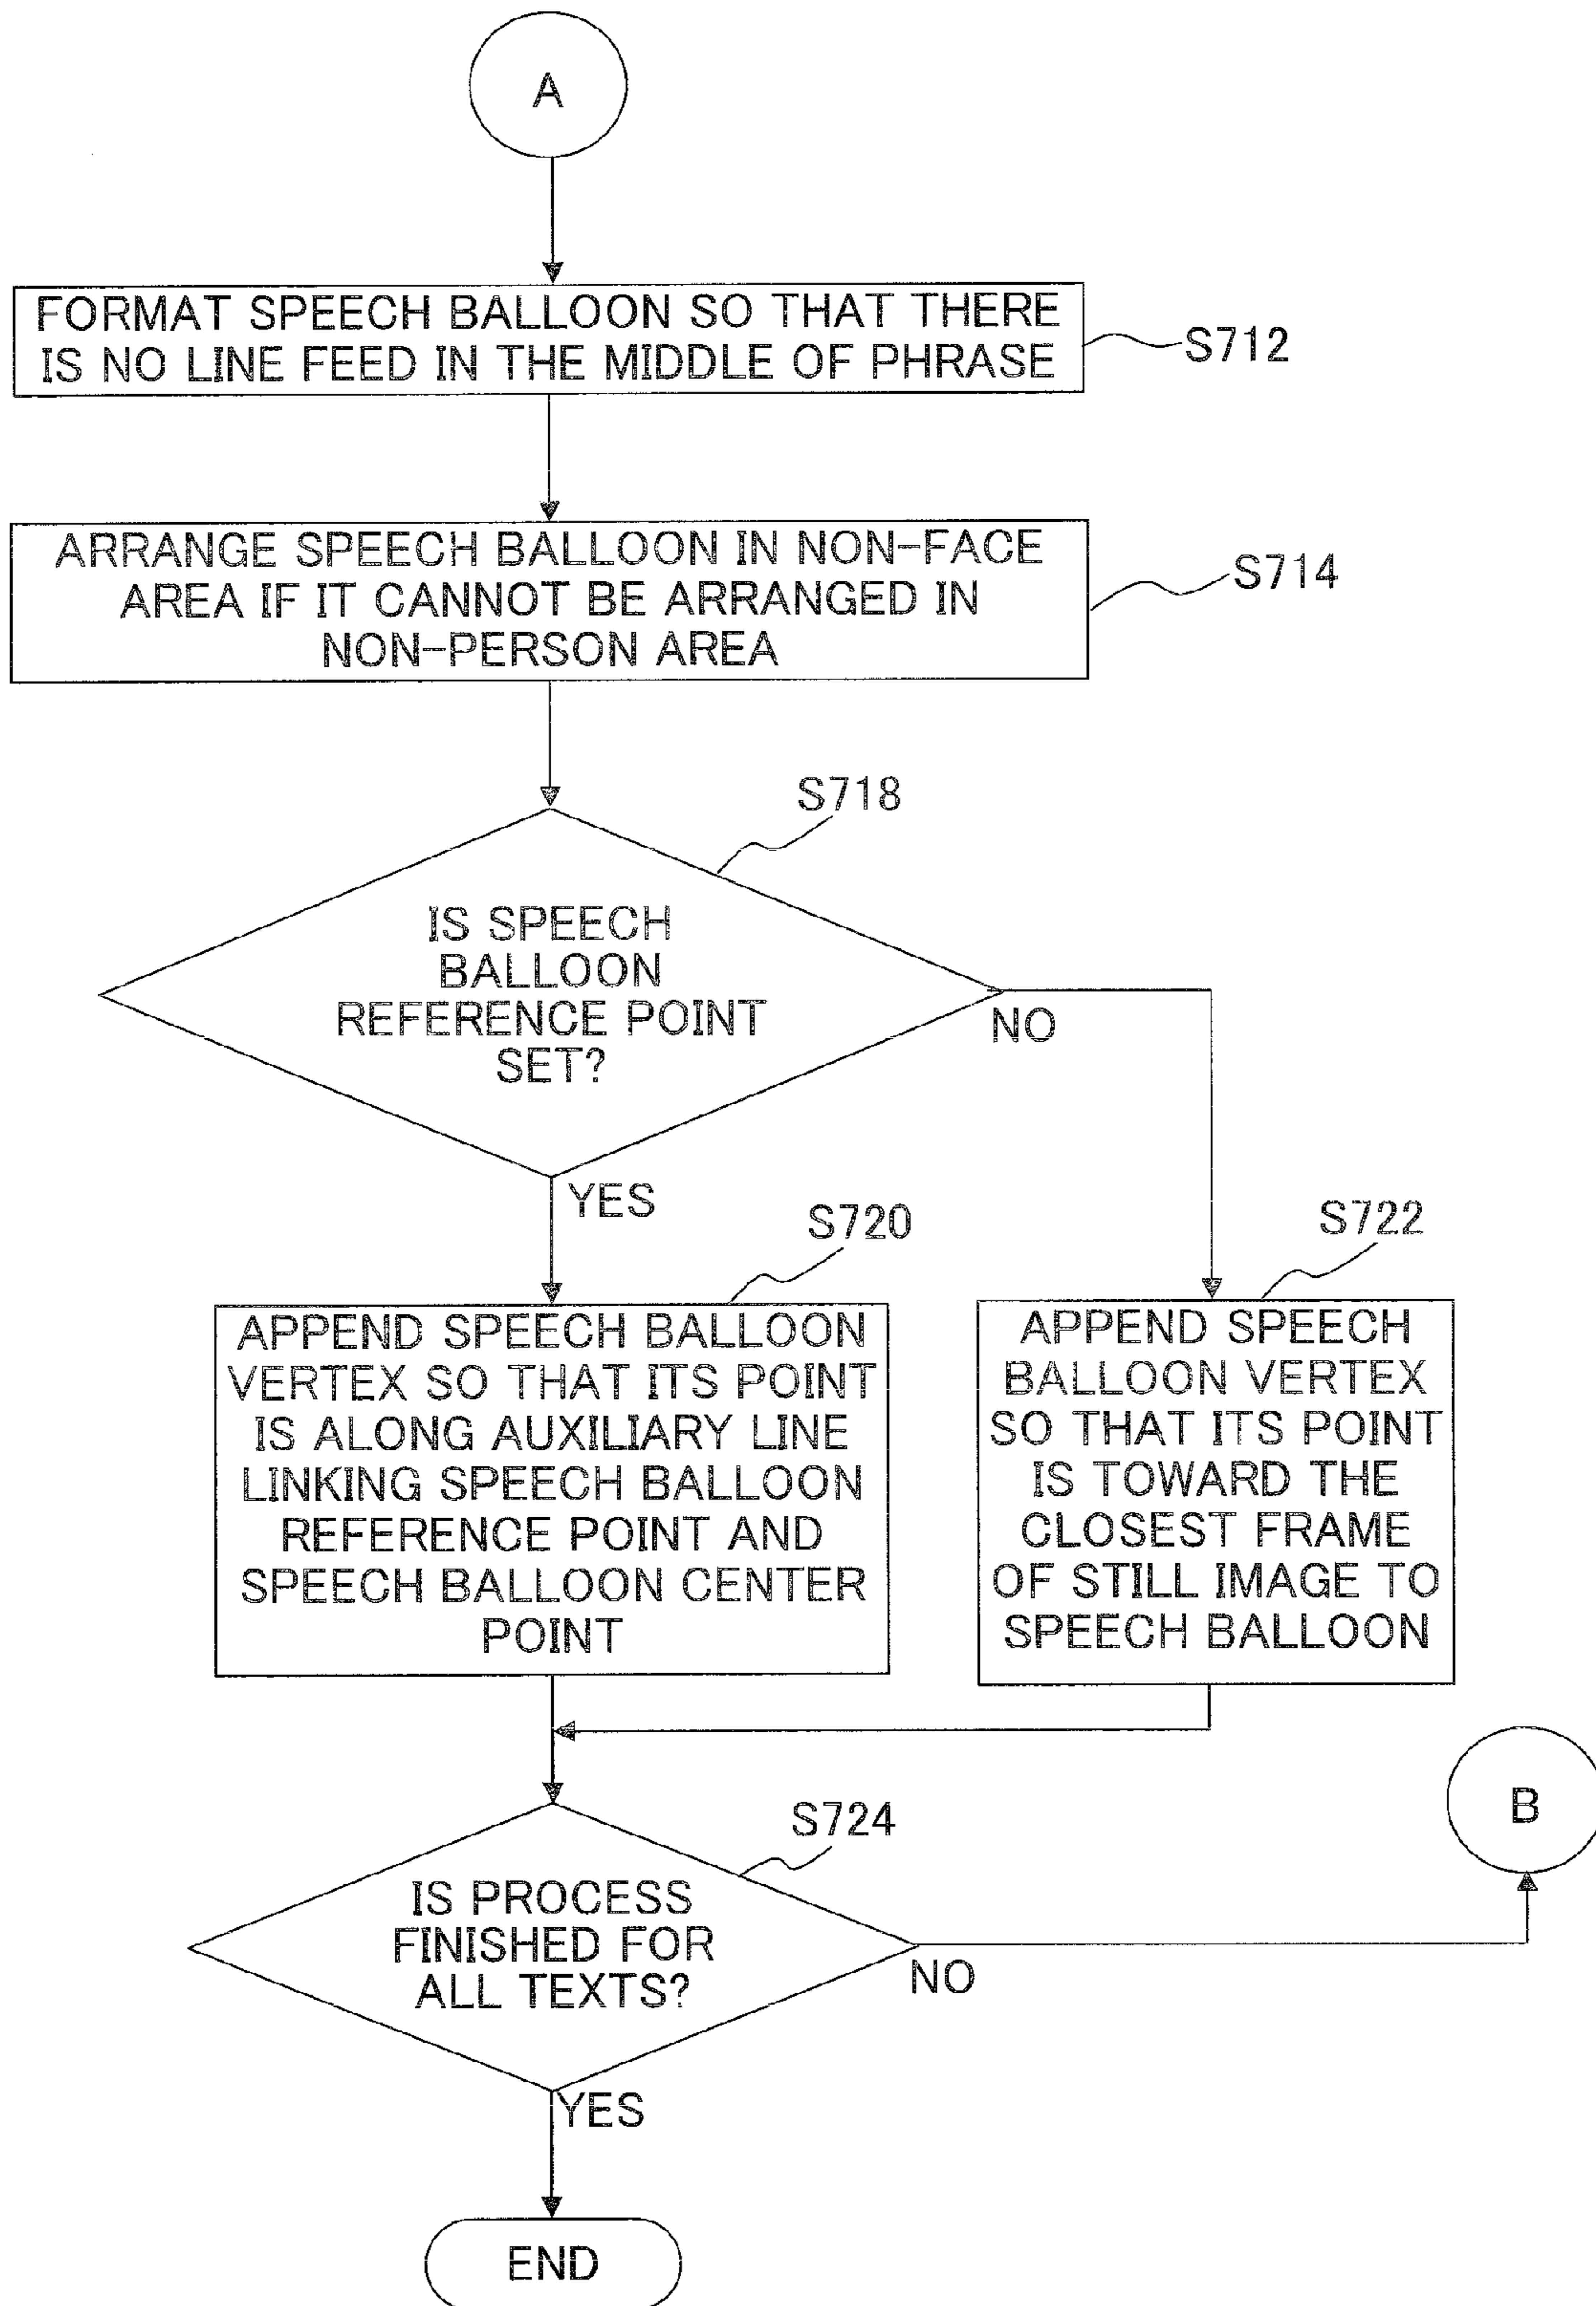 A
FORMAT SPEECH BALLOON SO THAT THERE
IS NO LINE FEED IN THE MIDDLE OF PHRASE
S712
ARRANGE SPEECH BALLOON IN NON-FACE
AREA IF IT CANNOT BE ARRANGED IN
NON-PERSON AREA
S714
S718
IS SPEECH
BALLOON
REFERENCE POINT
SET?
NO
YES
S720
APPEND SPEECH BALLOON
VERTEX SO THAT ITS POINT
IS ALONG AUXILIARY LINE
LINKING SPEECH BALLOON
REFERENCE POINT AND
SPEECH BALLOON CENTER
POINT
S722
APPEND SPEECH
BALLOON VERTEX
SO THAT ITS POINT
IS TOWARD THE
CLOSEST FRAME
OF STILL IMAGE TO
SPEECH BALLOON
S724
IS PROCESS
FINISHED FOR
ALL TEXTS?
NO
B
YES
END